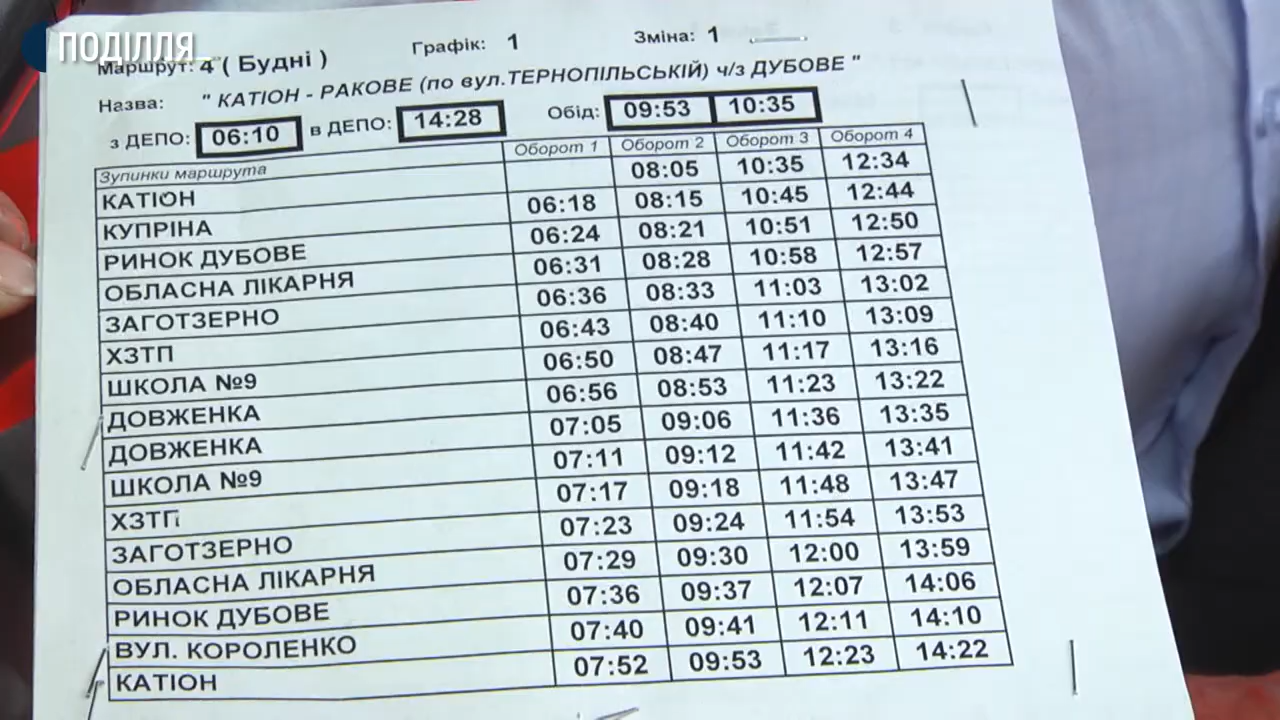 ПОДІЛЛЯ
Маршрут: 4 ( Будні ) Графік: 1 Зміна: 1
Назва: " КАТІОН - РАКОВЕ (по вул.ТЕРНОПІЛЬСЬКІЙ) ч/з ДУБОВЕ "
з ДЕПО: 06:10 в ДЕПО: 14:28 Обід: 09:53 10:35
Зупинки маршрута Оборот 1 Оборот 2 Оборот 3 Оборот 4
КАТІОН 08:05 10:35 12:34
КУПРІНА 06:18 08:15 10:45 12:44
РИНОК ДУБОВЕ 06:24 08:21 10:51 12:50
ОБЛАСНА ЛІКАРНЯ 06:31 08:28 10:58 12:57
ЗАГОТЗЕРНО 06:36 08:33 11:03 13:02
ХЗТП 06:43 08:40 11:10 13:09
ШКОЛА №9 06:50 08:47 11:17 13:16
ДОВЖЕНКА 06:56 08:53 11:23 13:22
ДОВЖЕНКА 07:05 09:06 11:36 13:35
ШКОЛА №9 07:11 09:12 11:42 13:41
ХЗТП 07:17 09:18 11:48 13:47
ЗАГОТЗЕРНО 07:23 09:24 11:54 13:53
ОБЛАСНА ЛІКАРНЯ 07:29 09:30 12:00 13:59
РИНОК ДУБОВЕ 07:36 09:37 12:07 14:06
ВУЛ. КОРОЛЕНКО 07:40 09:41 12:11 14:10
КАТІОН 07:52 09:53 12:23 14:22